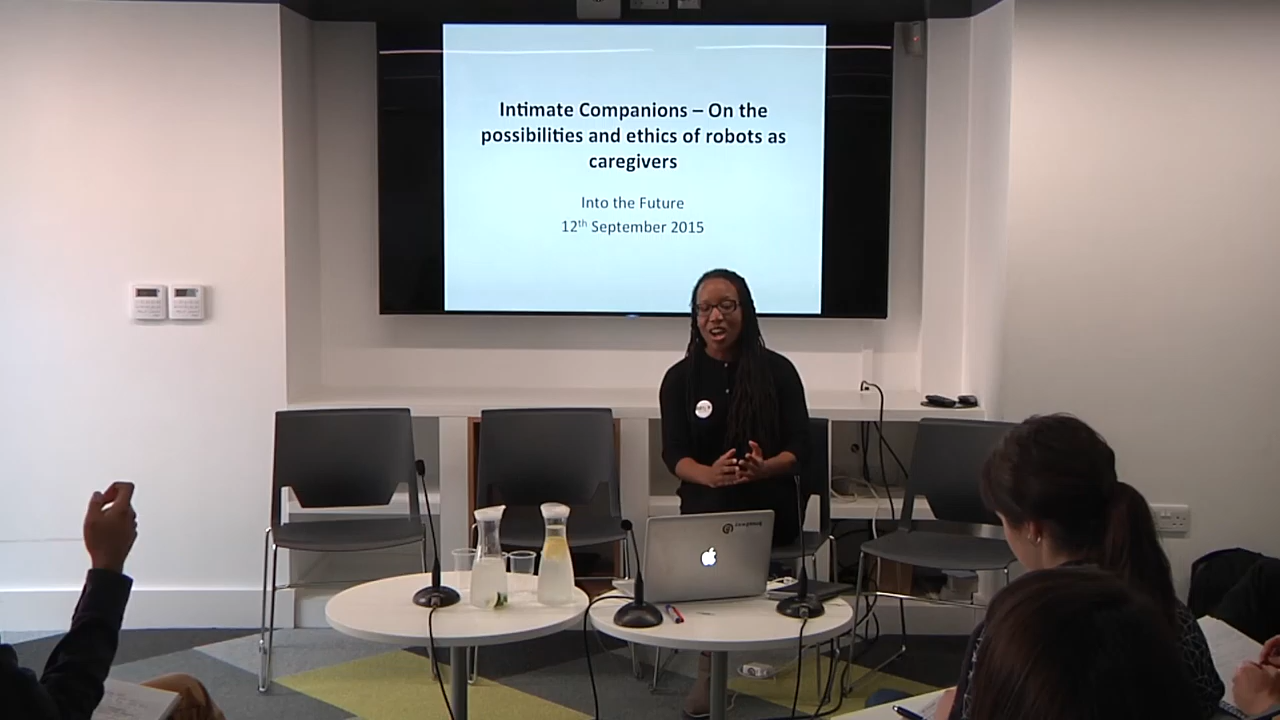 Intimate Companions – On the
possibilities and ethics of robots as
caregivers
Into the Future
12th September 2015